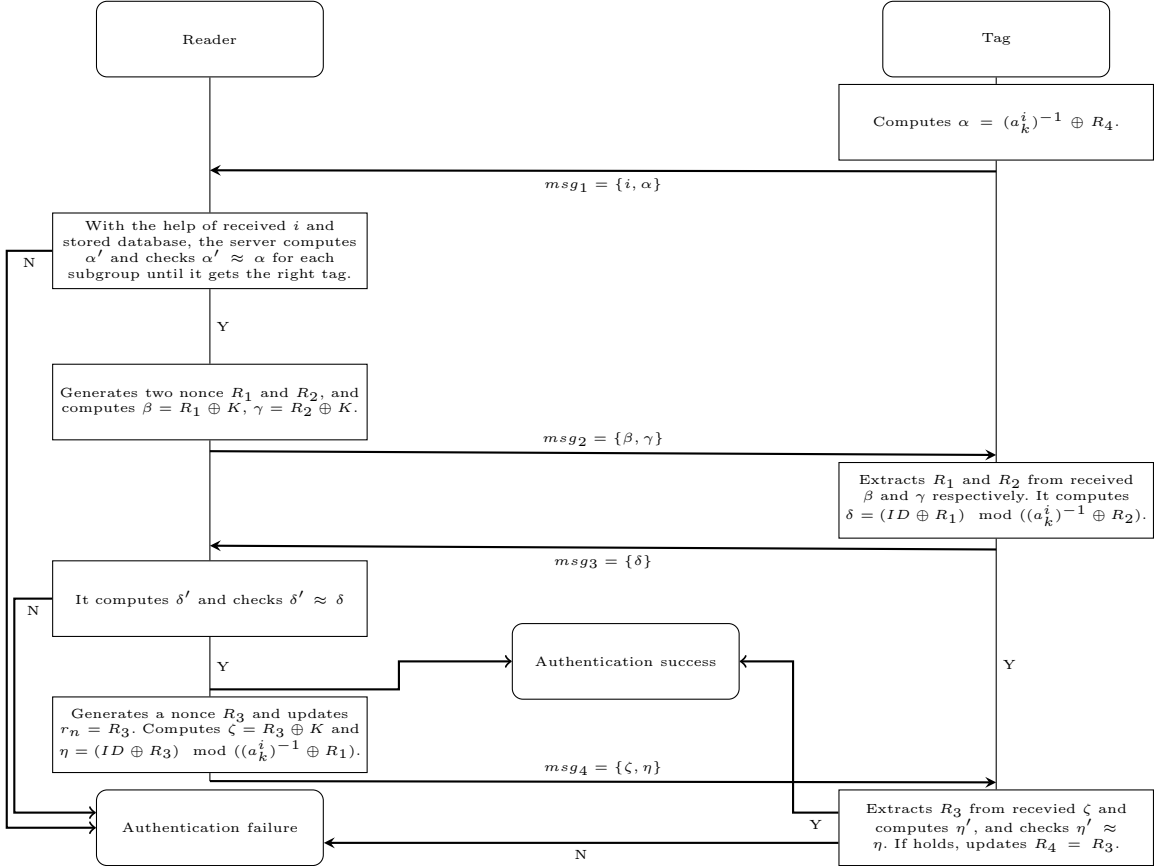 Reader
Tag
Computes α = (a_k^i)^{-1} ⊕ R_4.
msg_1 = {i, α}
With the help of received i and
stored database, the server computes
α′ and checks α′ ≈ α for each
subgroup until it gets the right tag.
N
Y
Generates two nonce R_1 and R_2, and
computes β = R_1 ⊕ K, γ = R_2 ⊕ K.
msg_2 = {β, γ}
Extracts R_1 and R_2 from received
β and γ respectively. It computes
δ = (ID ⊕ R_1) mod ((a_k^i)^{-1} ⊕ R_2).
msg_3 = {δ}
It computes δ′ and checks δ′ ≈ δ
N
Y
Authentication success
Y
Generates a nonce R_3 and updates
r_n = R_3. Computes ζ = R_3 ⊕ K and
η = (ID ⊕ R_3) mod ((a_k^i)^{-1} ⊕ R_1).
msg_4 = {ζ, η}
Extracts R_3 from recevied ζ and
computes η′, and checks η′ ≈
η. If holds, updates R_4 = R_3.
Y
Authentication failure
N